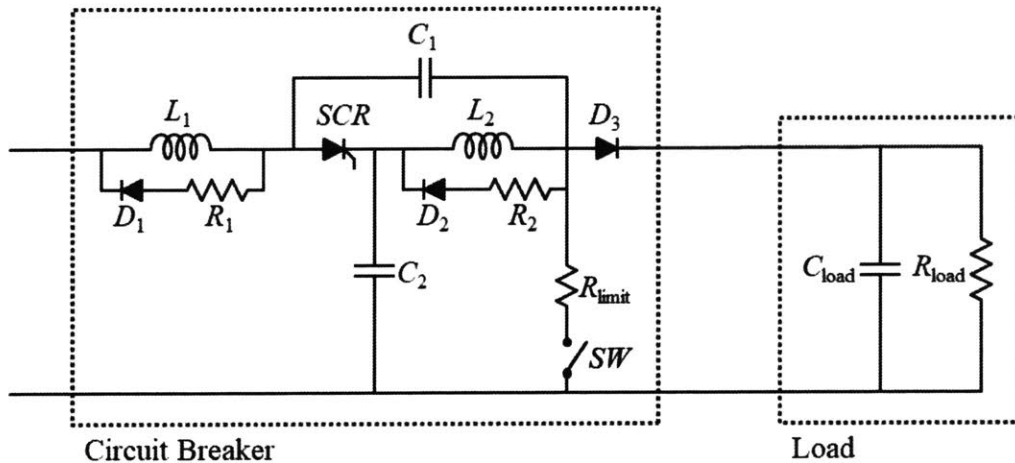 C1
L1
SCR
L2
D3
D1
R1
D2
R2
C2
Rlimit
SW
Cload
Rload
Circuit Breaker
Load